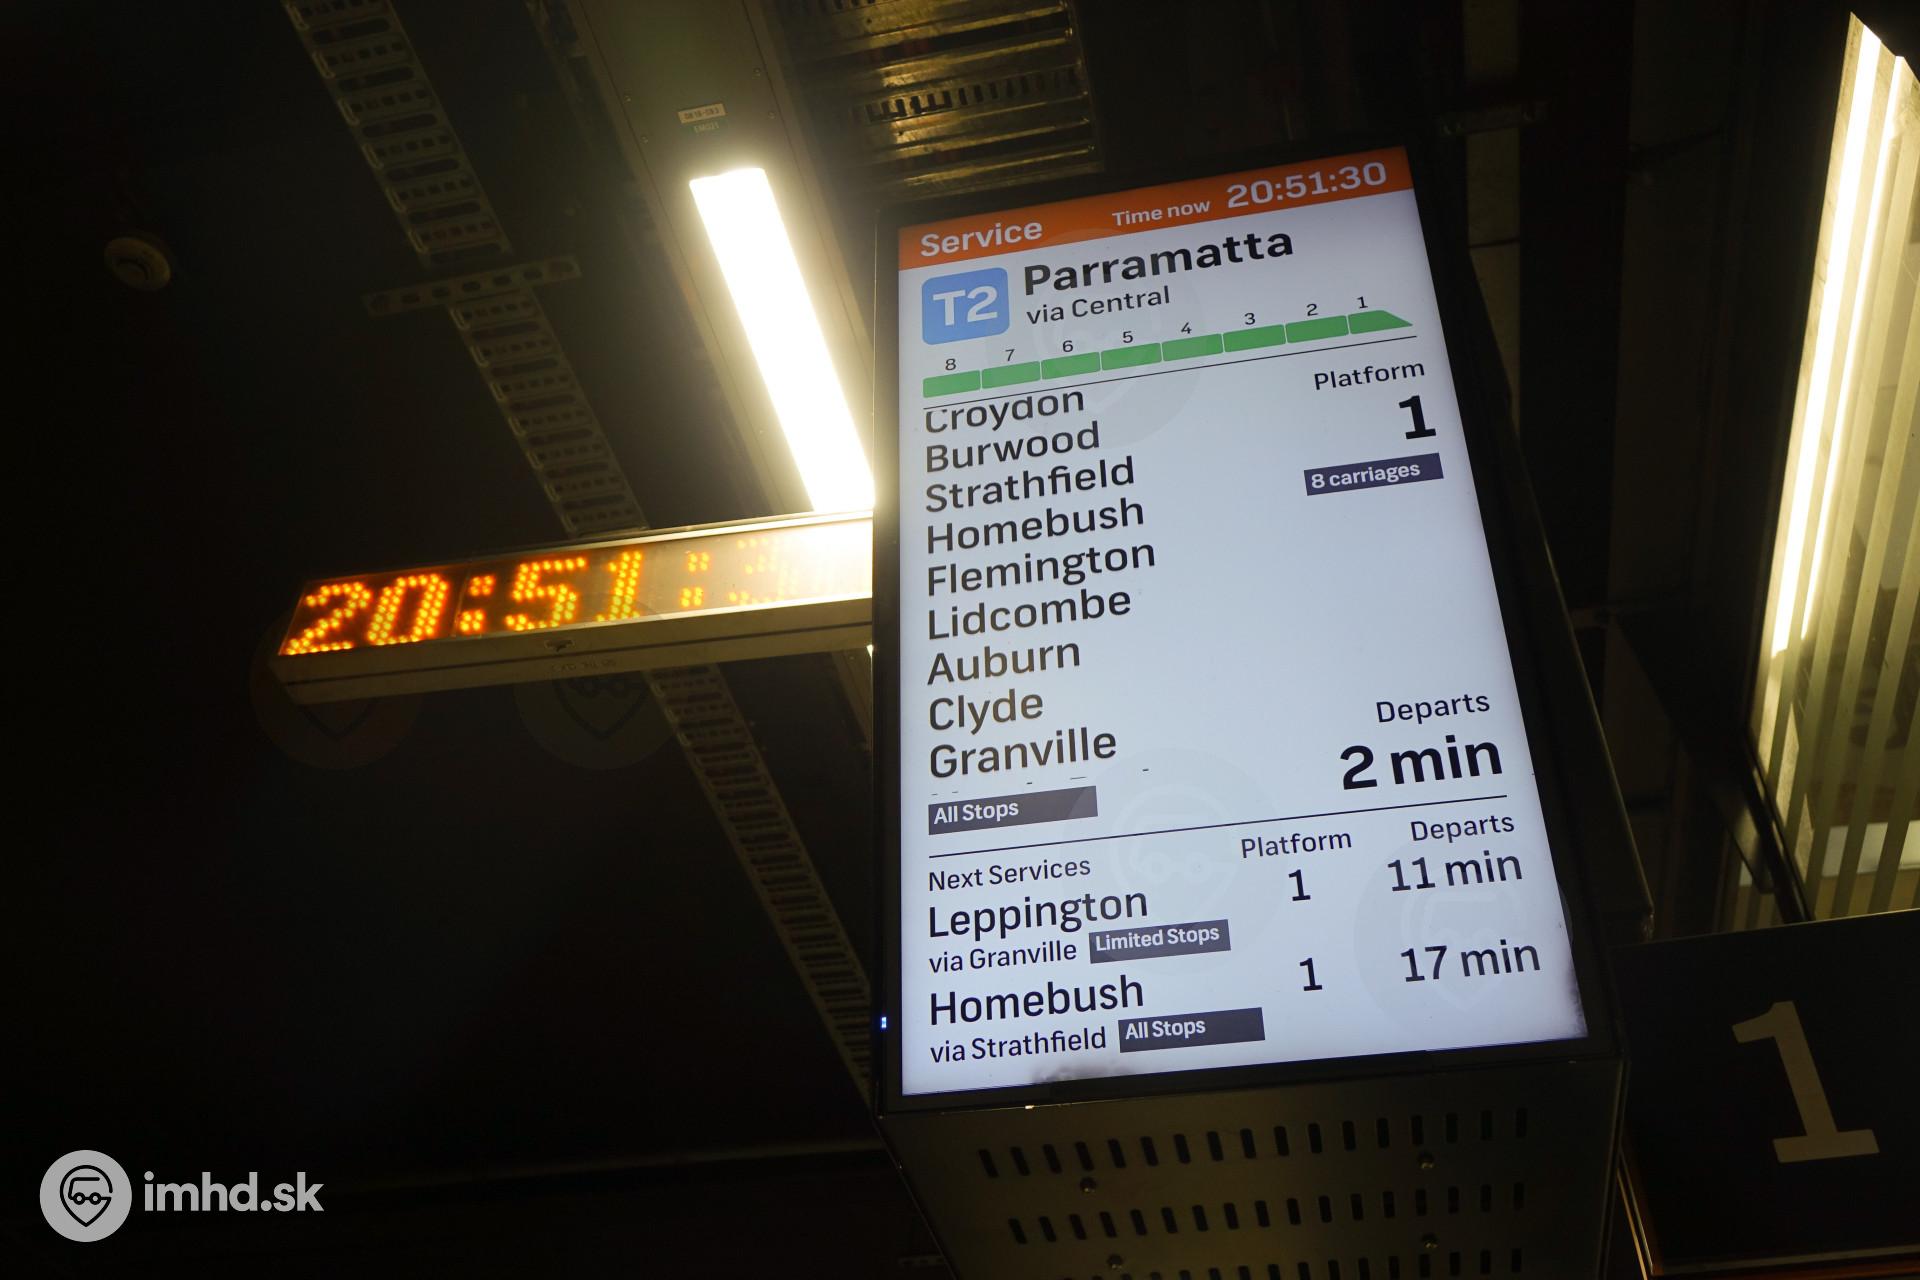 Service Time now 20:51:30
T2 Parramatta
via Central
8 7 6 5 4 3 2 1
Croydon
Burwood
Strathfield
Homebush
Flemington
Lidcombe
Auburn
Clyde
Granville
All Stops
Platform
1
8 carriages
Departs
2 min
Next Services Platform Departs
Leppington 1 11 min
via Granville Limited Stops
Homebush 1 17 min
via Strathfield All Stops
20:51:3
1
imhd.sk